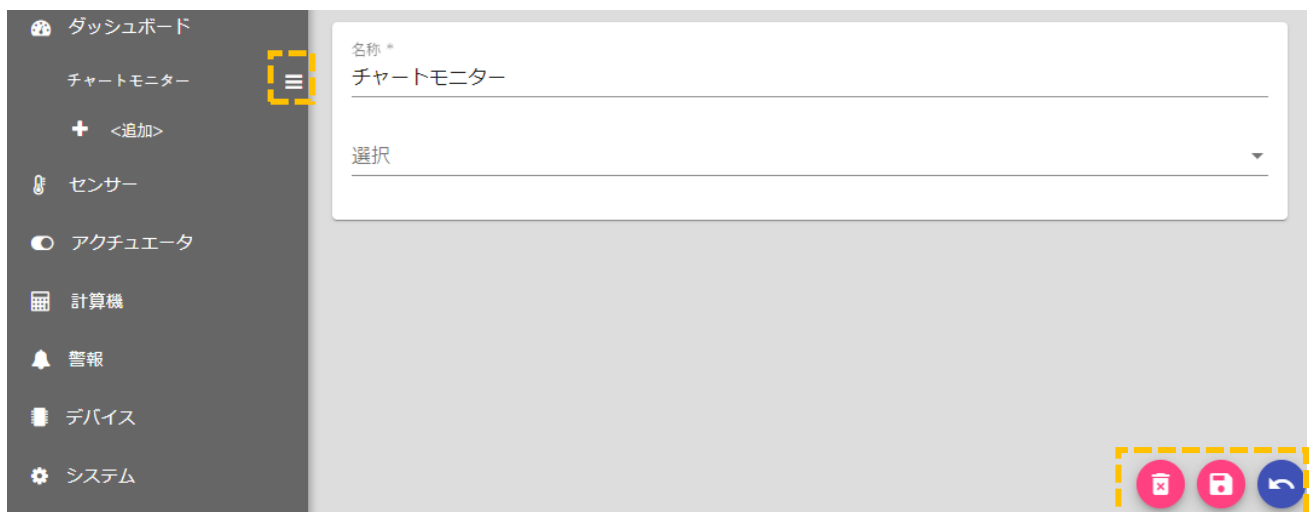 ダッシュボード
チャートモニター
<追加>
センサー
アクチュエータ
計算機
警報
デバイス
システム
名称 *
チャートモニター
選択